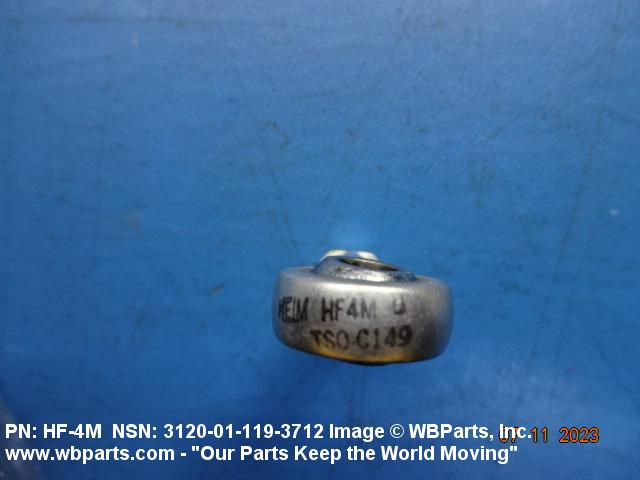 HEIM HF4M
TSO-C149
PN: HF-4M NSN: 3120-01-119-3712 Image © WBParts, Inc.
07 11 2023
www.wbparts.com - "Our Parts Keep the World Moving"